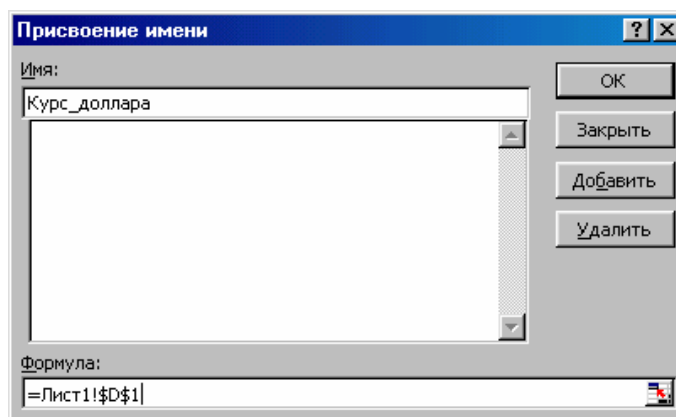 Присвоение имени
Имя:
Курс_доллара
OK
Закрыть
Добавить
Удалить
Формула:
=Лист1!$D$1